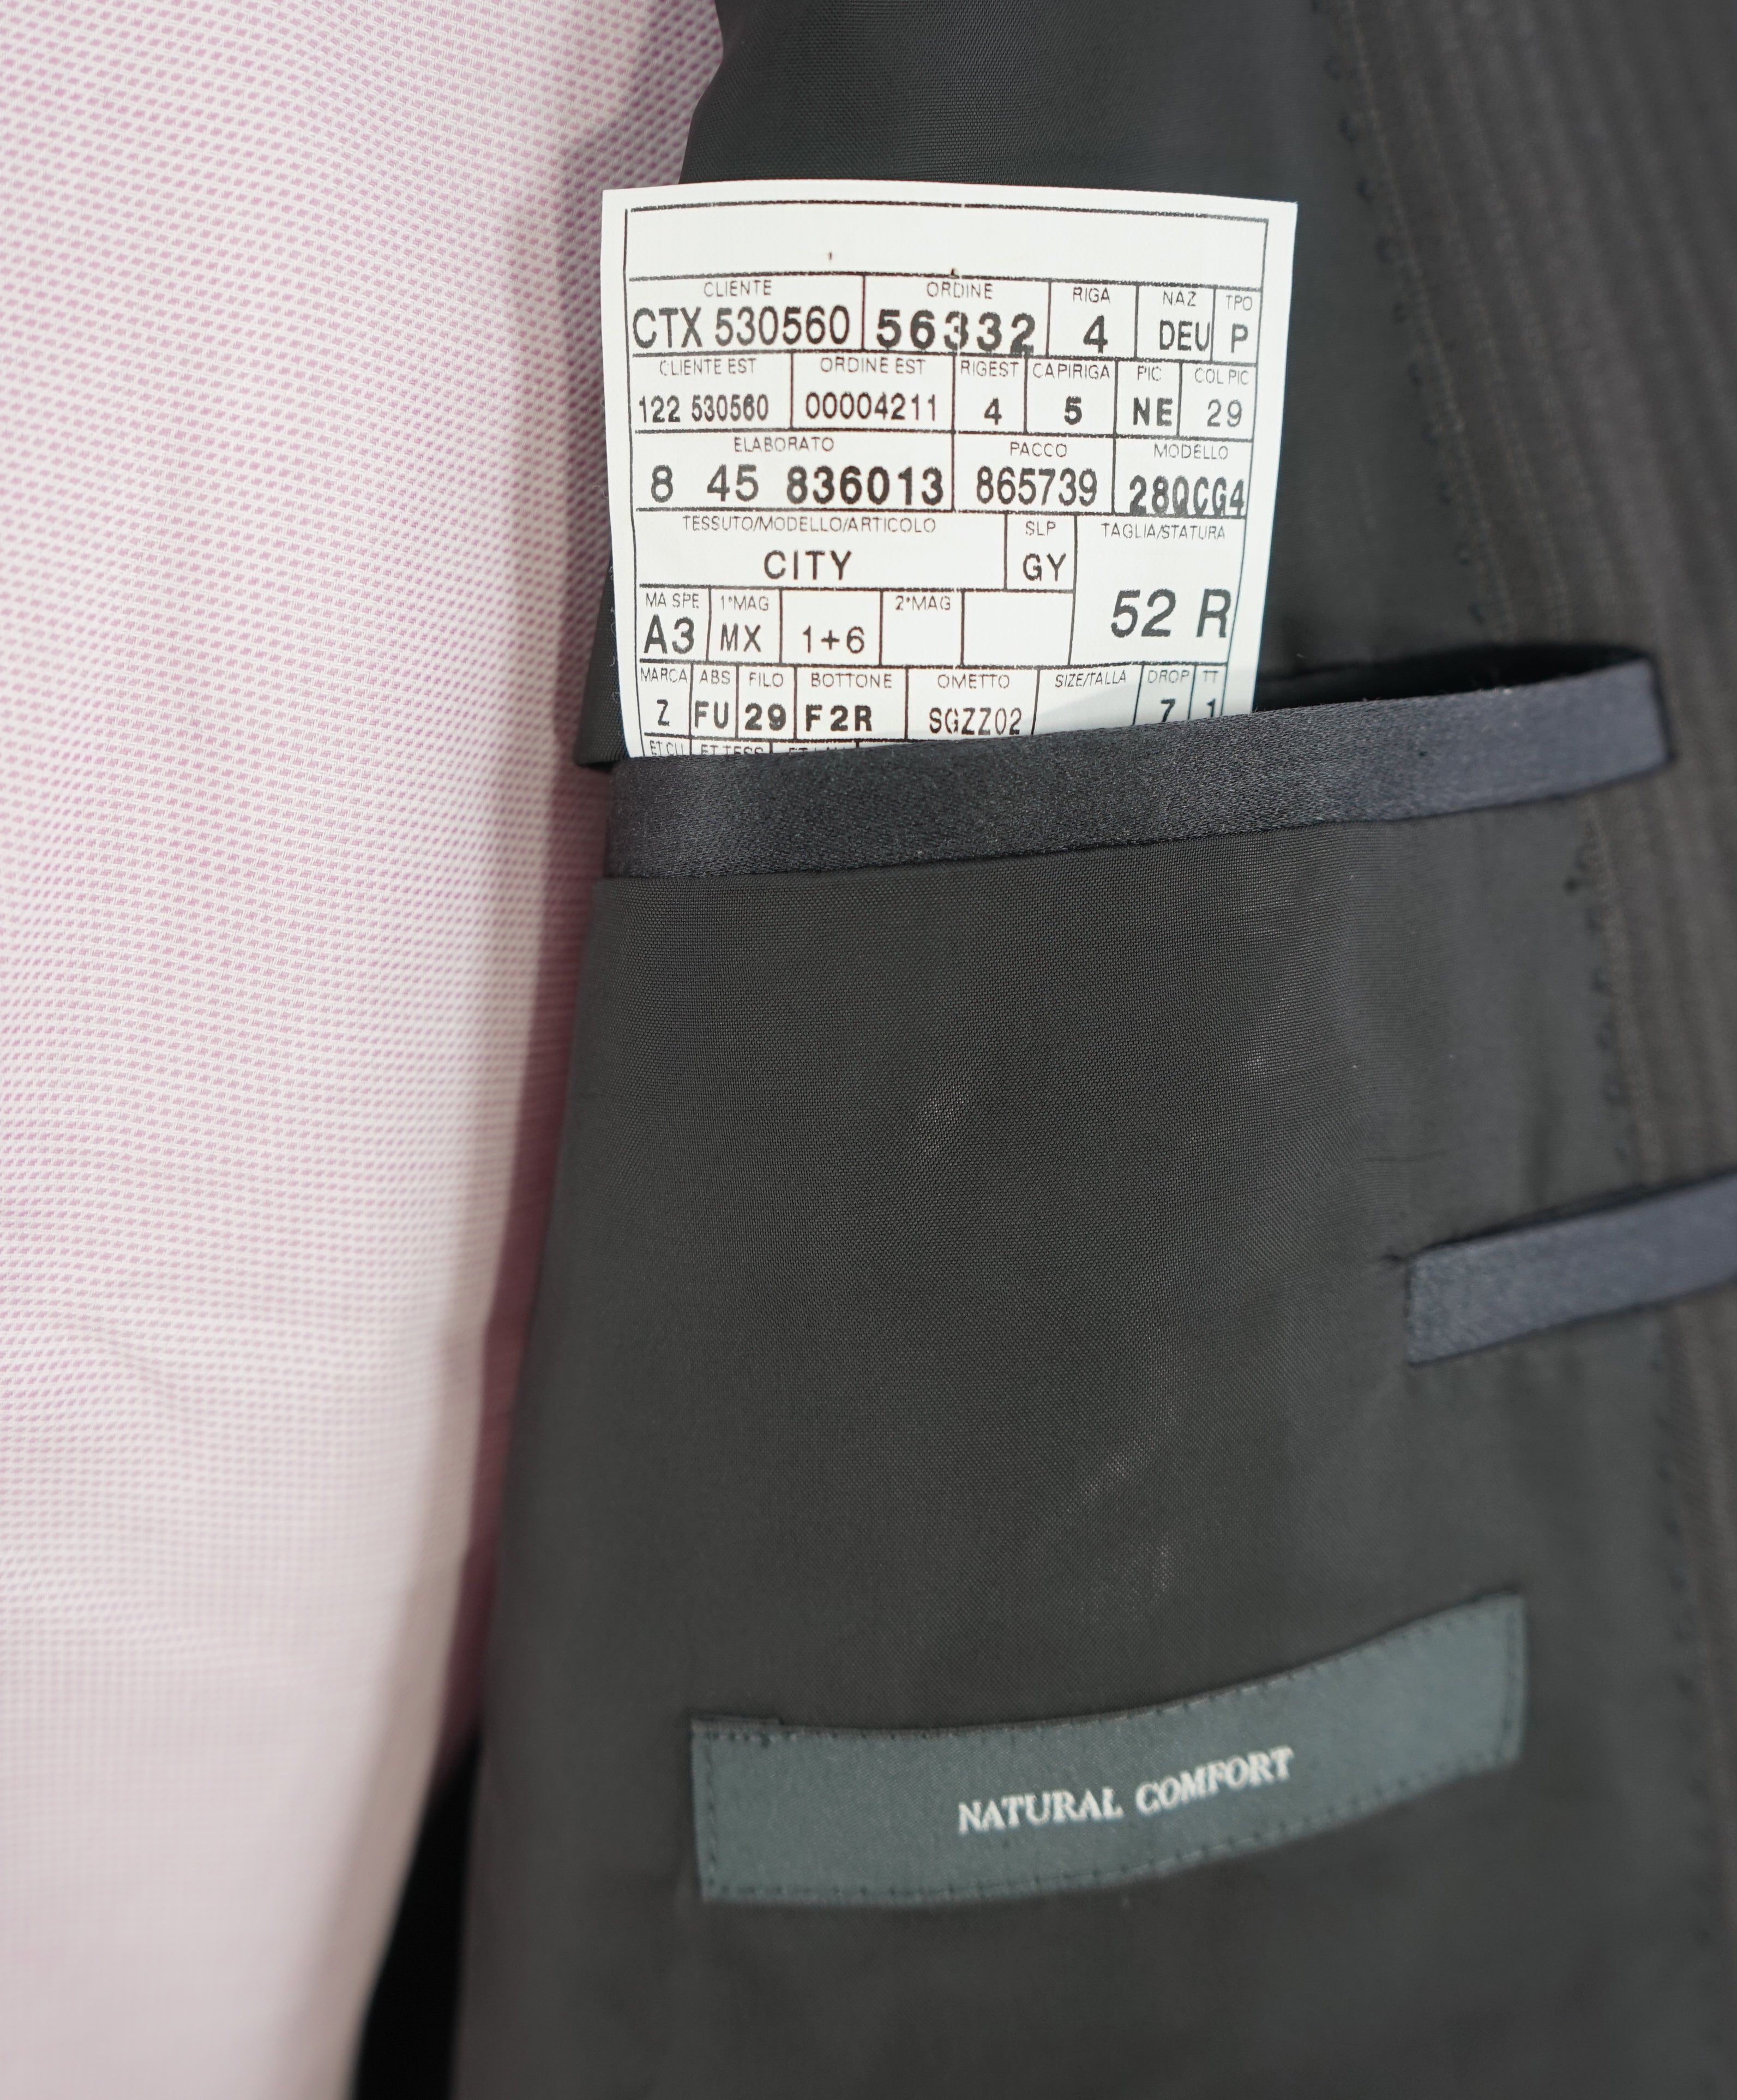 CLIENTE ORDINE RIGA NAZ TPO
CTX 530560 56332 4 DEU P
CLIENTE EST ORDINE EST RIGEST CAPIRIGA PIC COL PIC
122 530560 00004211 4 5 NE 29
ELABORATO PACCO MODELLO
8 45 836013 865739 28QCG4
TESSUTO/MODELLO/ARTICOLO SLP TAGLIA/STATURA
CITY GY
52 R
MA SPE 1°MAG 2°MAG
A3 MX 1+6
MARCA ABS FILO BOTTONE OMETTO SIZE/TALLA DROP TT
Z FU 29 F2R SGZZ02 7 1
NATURAL COMFORT